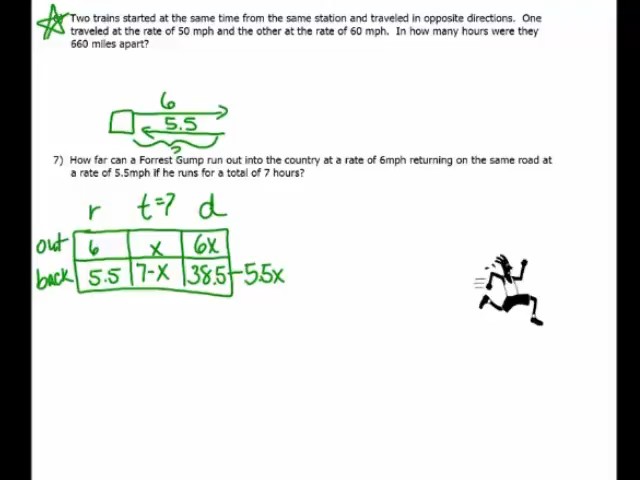 Two trains started at the same time from the same station and traveled in opposite directions. One
traveled at the rate of 50 mph and the other at the rate of 60 mph. In how many hours were they
660 miles apart?
6
5.5
?
7) How far can a Forrest Gump run out into the country at a rate of 6mph returning on the same road at
a rate of 5.5mph if he runs for a total of 7 hours?
r t=7 d
out 6 x 6x
back 5.5 7-x 38.5-5.5x